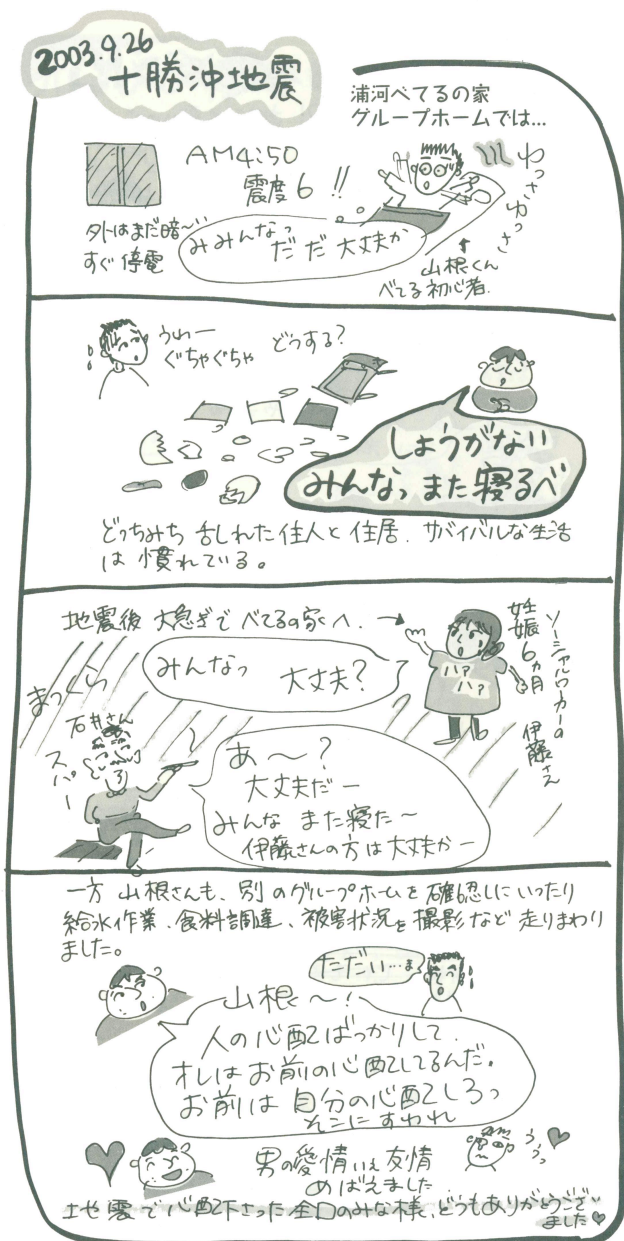 2003.9.26
十勝沖地震
浦河べてるの家
グループホームでは…
AM4:50
震度6!!
ゆっさゆっさ
外はまだ暗〜い
すぐ停電
みみんなっ
だだ大丈夫か
↑
山根くん
べてる初心者.
うわー
ぐちゃぐちゃ
どうする?
しょうがない
みんなっまた寝るべ
どっちみち乱れた住人と住居.サバイバルな生活
は慣れている。
地震後大急ぎでべてるの家へ.→
ソーシャルワーカーの
伊藤さん
妊娠6ヵ月
ハァ
ハァ
みんなっ 大丈夫?
まっくら
石井さん
スパー
あ〜?
大丈夫だー
みんなまた寝た〜
伊藤さんの方は大丈夫かー
一方山根さんも、別のグループホームを確認しにいったり
給水作業、食料調達、被害状況を撮影など走りまわり
ました。
ただい…ま
山根〜!
人の心配ばっかりして.
オレはお前の心配してるんだ。
お前は自分の心配しろっ
そこにすわれ
ううっ
男の愛情いえ友情
めばえました
地震で心配下さった全口のみな様、どうもありがとうござい
ました♡